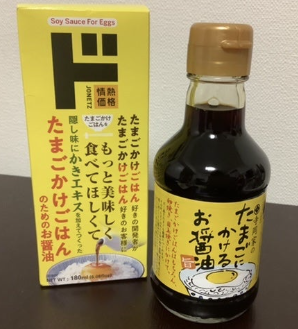 Soy Sauce For Eggs
ド
JONETZ
情熱価格
たまごかけごはん専用
たまごかけごはん好きの開発者が
たまごかけごはん好きのお客様に
もっと美味しく
食べてほしくて
隠し味にかきエキスを加えてつくった
たまごかけごはん
のためのお醤油
たまごに
かける
お醤油